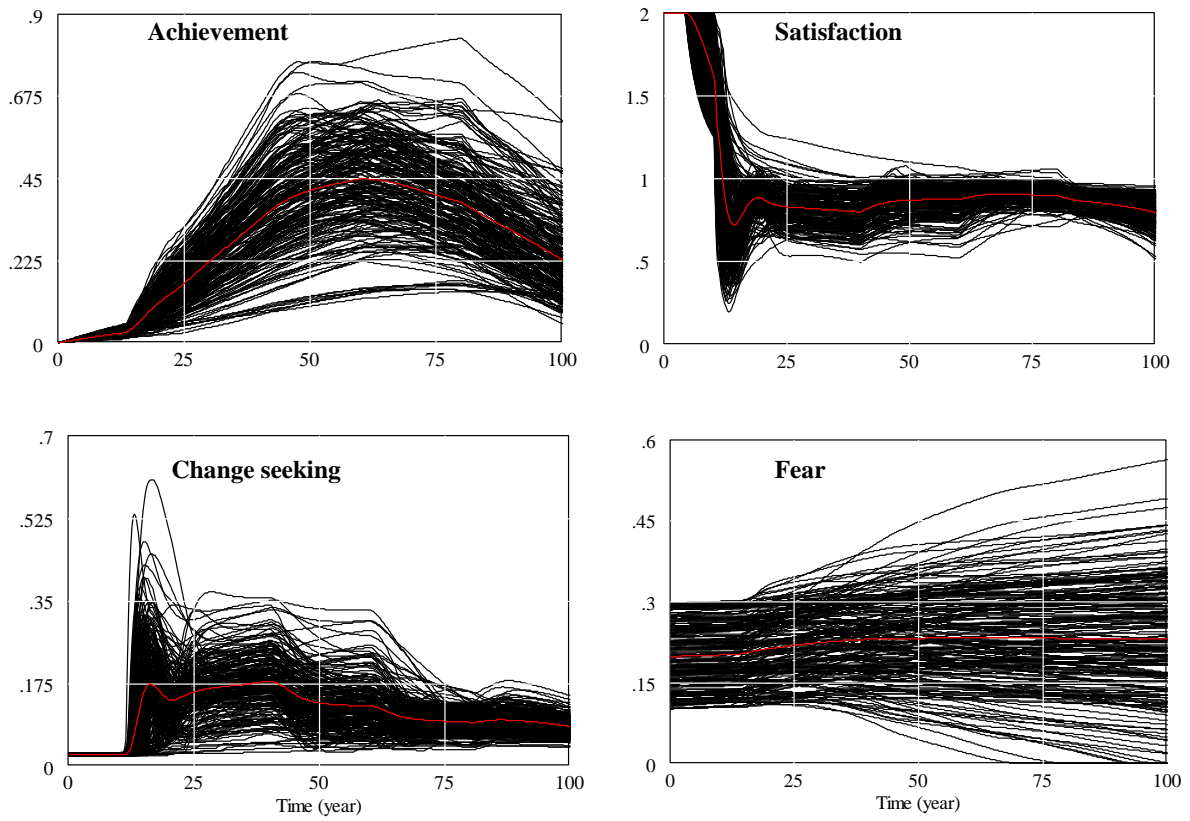 Achievement
.9
.675
.45
.225
0
0 25 50 75 100
Satisfaction
2
1.5
1
.5
0
0 25 50 75 100
Change seeking
.7
.525
.35
.175
0
0 25 50 75 100
Time (year)
Fear
.6
.45
.3
.15
0
0 25 50 75 100
Time (year)